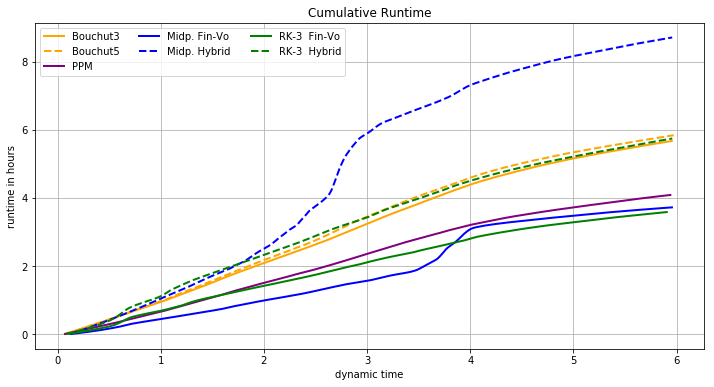 Cumulative Runtime
Bouchut3
Bouchut5
PPM
Midp. Fin-Vo
Midp. Hybrid
RK-3  Fin-Vo
RK-3  Hybrid
runtime in hours
8
6
4
2
0
0 1 2 3 4 5 6
dynamic time